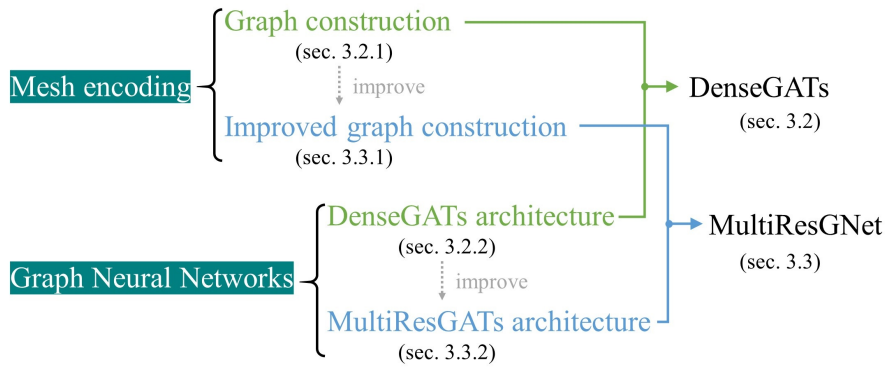 Graph construction
(sec. 3.2.1)
Mesh encoding
improve
DenseGATs
(sec. 3.2)
Improved graph construction
(sec. 3.3.1)
DenseGATs architecture
(sec. 3.2.2)
MultiResGNet
(sec. 3.3)
Graph Neural Networks
improve
MultiResGATs architecture
(sec. 3.3.2)